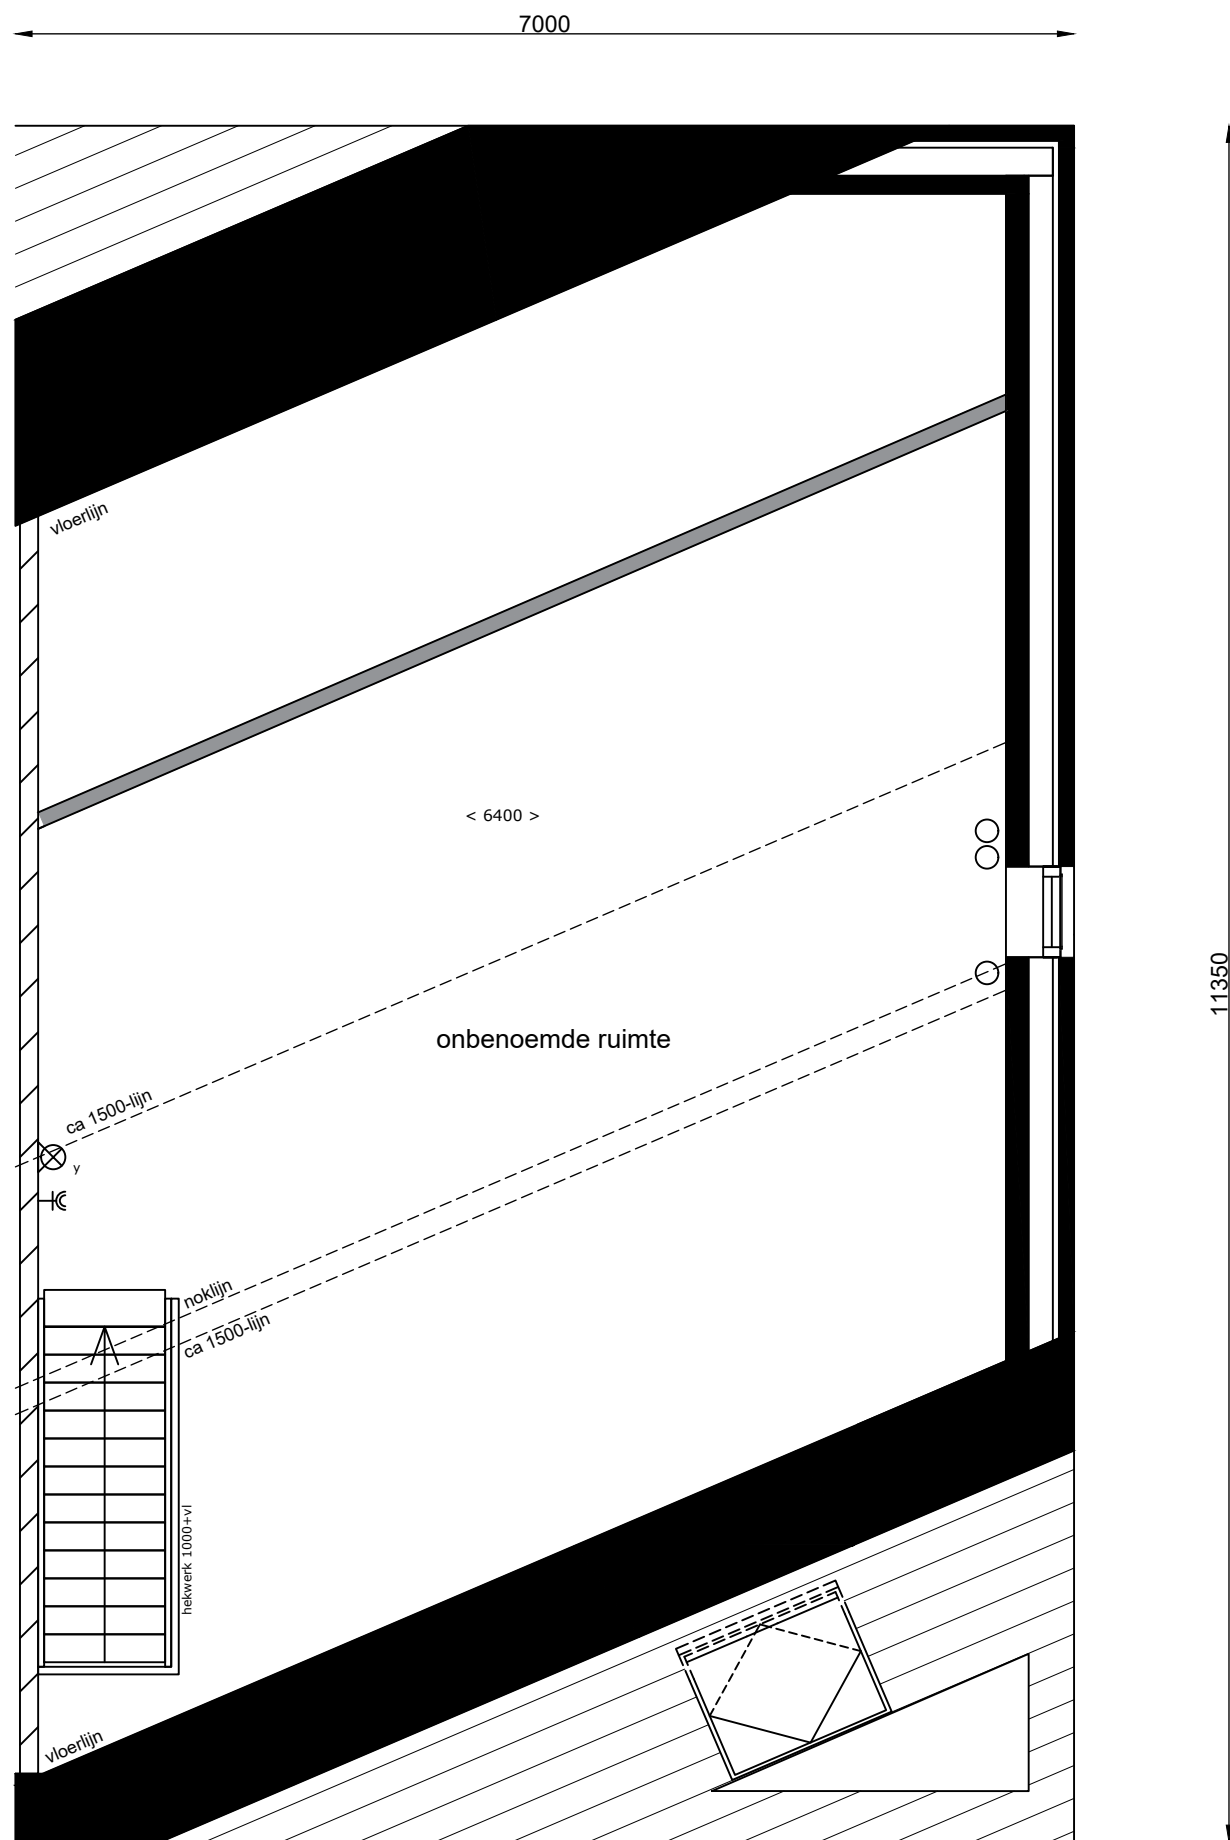 7000
vloerlijn
< 6400 >
11350
onbenoemde ruimte
ca 1500-lijn
y
noklijn
ca 1500-lijn
hekwerk 1000+vl
vloerlijn